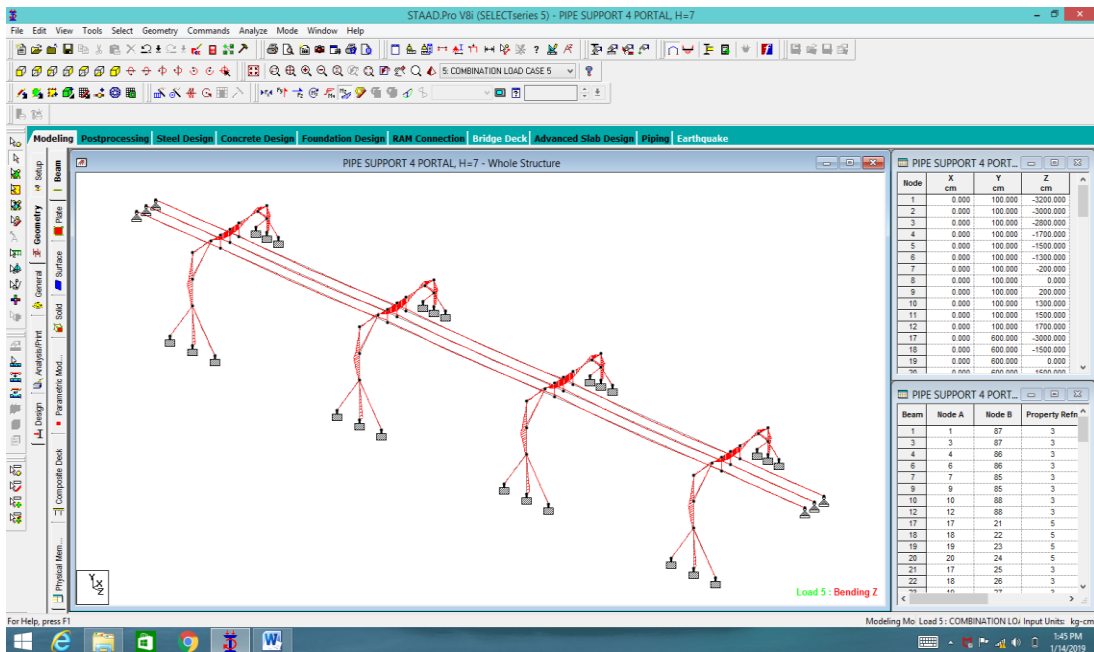 STAAD.Pro V8i (SELECTseries 5) - PIPE SUPPORT 4 PORTAL, H=7
File Edit View Tools Select Geometry Commands Analyze Mode Window Help
5: COMBINATION LOAD CASE 5
Modeling Postprocessing Steel Design Concrete Design Foundation Design RAM Connection Bridge Deck Advanced Slab Design Piping Earthquake
Setup
Geometry
General
Analysis/Print
Design
Beam
Plate
Surface
Solid
Parametric Mod...
Composite Deck
Physical Mem...
PIPE SUPPORT 4 PORTAL, H=7 - Whole Structure
Y
X
Z
Load 5 : Bending Z
PIPE SUPPORT 4 PORT...
Node X cm Y cm Z cm
1 0.000 100.000 -3200.000
2 0.000 100.000 -3000.000
3 0.000 100.000 -2800.000
4 0.000 100.000 -1700.000
5 0.000 100.000 -1500.000
6 0.000 100.000 -1300.000
7 0.000 100.000 -200.000
8 0.000 100.000 0.000
9 0.000 100.000 200.000
10 0.000 100.000 1300.000
11 0.000 100.000 1500.000
12 0.000 100.000 1700.000
17 0.000 600.000 -3000.000
18 0.000 600.000 -1500.000
19 0.000 600.000 0.000
20 0.000 600.000 1500.000
PIPE SUPPORT 4 PORT...
Beam Node A Node B Property Refn
1 1 87 3
3 3 87 3
4 4 86 3
6 6 86 3
7 7 85 3
9 9 85 3
10 10 88 3
12 12 88 3
17 17 21 5
18 18 22 5
19 19 23 5
20 20 24 5
21 17 25 3
22 18 26 3
23 19 27 3
For Help, press F1
Modeling Mo Load 5 : COMBINATION LO/ Input Units: kg-cm
1:45 PM
1/14/2019